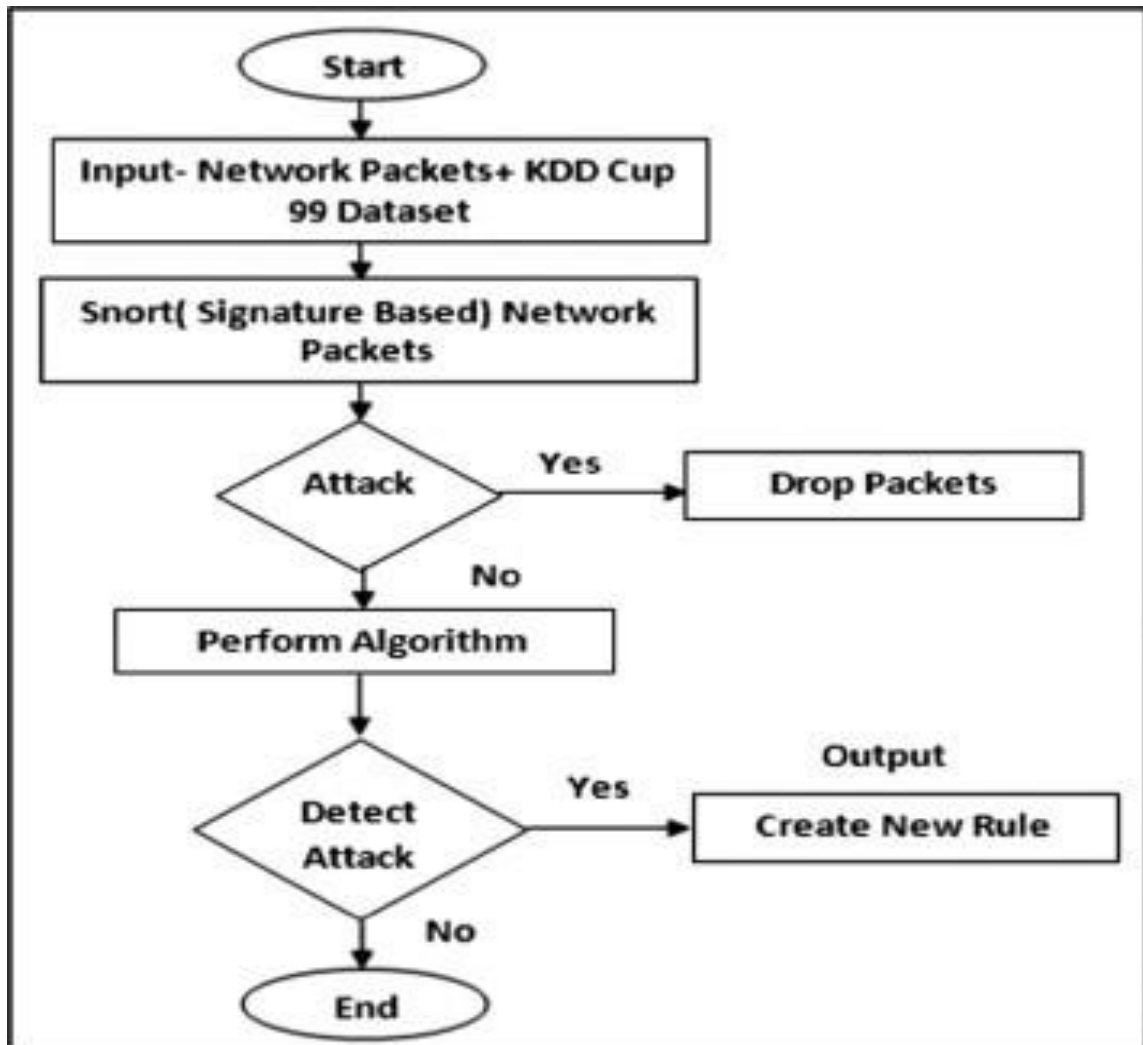 Start
Input- Network Packets+ KDD Cup
99 Dataset
Snort( Signature Based) Network
Packets
Attack
Yes
Drop Packets
No
Perform Algorithm
Detect
Attack
Yes
Output
Create New Rule
No
End